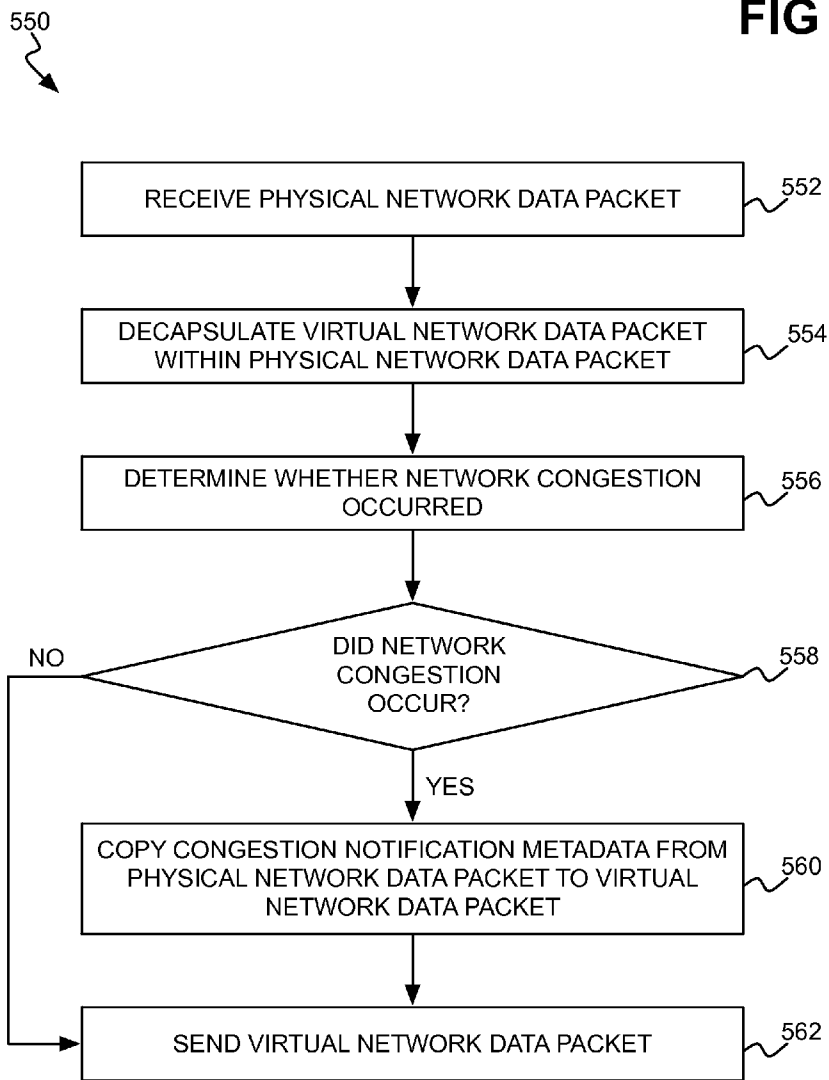 550
FIG
RECEIVE PHYSICAL NETWORK DATA PACKET
552
DECAPSULATE VIRTUAL NETWORK DATA PACKET
WITHIN PHYSICAL NETWORK DATA PACKET
554
DETERMINE WHETHER NETWORK CONGESTION
OCCURRED
556
DID NETWORK
CONGESTION
OCCUR?
558
NO
YES
COPY CONGESTION NOTIFICATION METADATA FROM
PHYSICAL NETWORK DATA PACKET TO VIRTUAL
NETWORK DATA PACKET
560
SEND VIRTUAL NETWORK DATA PACKET
562